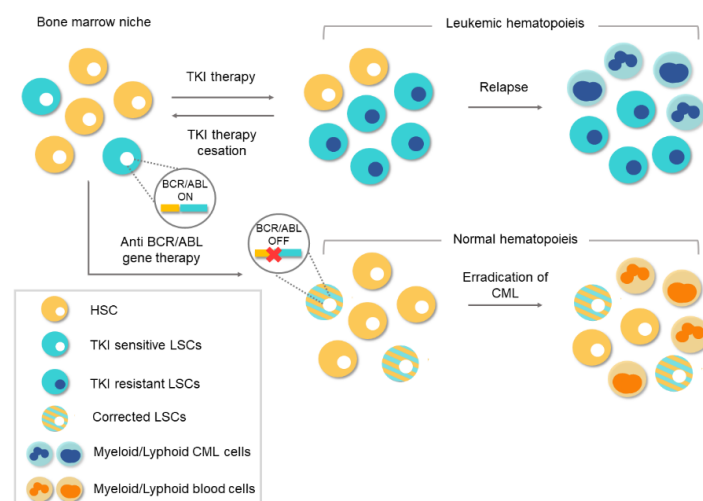 Bone marrow niche
Leukemic hematopoieis
TKI therapy
TKI therapy
cesation
Relapse
BCR/ABL
ON
Anti BCR/ABL
gene therapy
BCR/ABL
OFF
Normal hematopoieis
Erradication of
CML
HSC
TKI sensitive LSCs
TKI resistant LSCs
Corrected LSCs
Myeloid/Lyphoid CML cells
Myeloid/Lyphoid blood cells